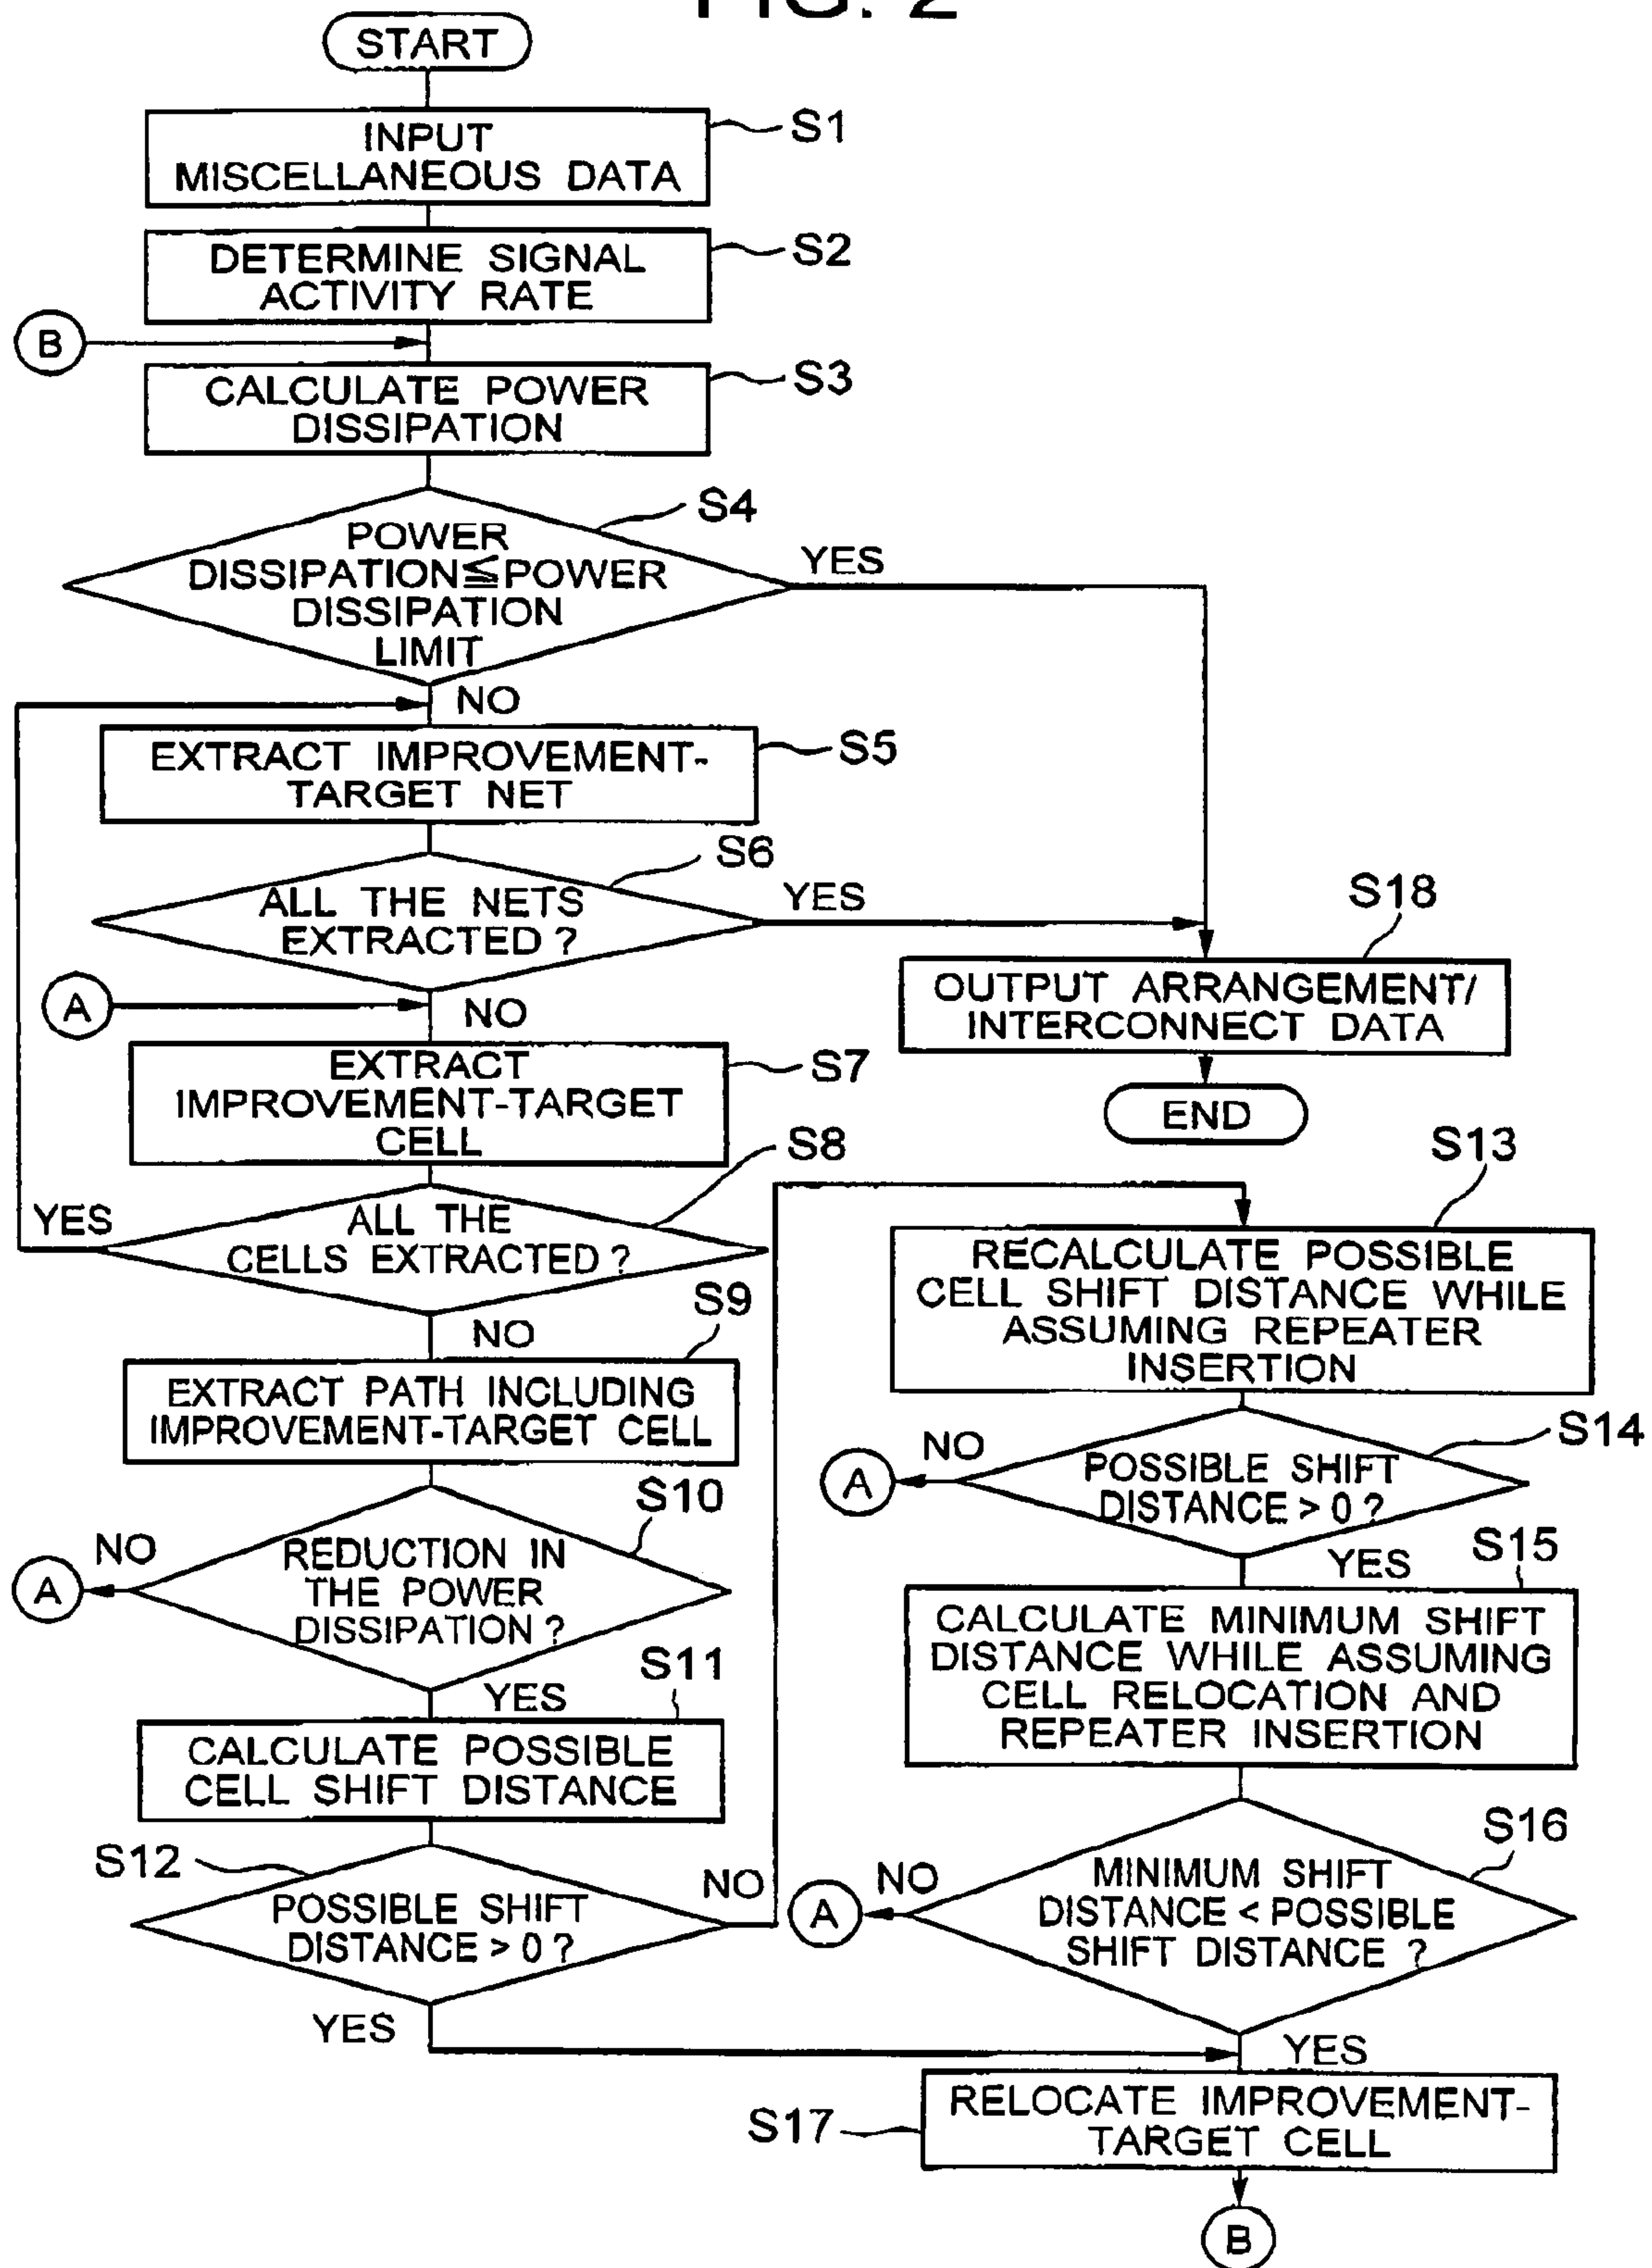 FIG. 2
START
INPUT
MISCELLANEOUS DATA
S1
DETERMINE SIGNAL
ACTIVITY RATE
S2
B
CALCULATE POWER
DISSIPATION
S3
POWER
DISSIPATION≦POWER
DISSIPATION
LIMIT
S4
YES
NO
EXTRACT IMPROVEMENT-
TARGET NET
S5
ALL THE NETS
EXTRACTED ?
S6
YES
A
NO
EXTRACT
IMPROVEMENT-TARGET
CELL
S7
ALL THE
CELLS EXTRACTED ?
S8
YES
NO
EXTRACT PATH INCLUDING
IMPROVEMENT-TARGET CELL
S9
REDUCTION IN
THE POWER
DISSIPATION ?
S10
NO
A
YES
CALCULATE POSSIBLE
CELL SHIFT DISTANCE
S11
S12
POSSIBLE SHIFT
DISTANCE > 0 ?
NO
YES
S18
OUTPUT ARRANGEMENT/
INTERCONNECT DATA
END
S13
RECALCULATE POSSIBLE
CELL SHIFT DISTANCE WHILE
ASSUMING REPEATER
INSERTION
S14
POSSIBLE SHIFT
DISTANCE > 0 ?
NO
A
YES
S15
CALCULATE MINIMUM SHIFT
DISTANCE WHILE ASSUMING
CELL RELOCATION AND
REPEATER INSERTION
S16
MINIMUM SHIFT
DISTANCE < POSSIBLE
SHIFT DISTANCE ?
NO
A
YES
S17
RELOCATE IMPROVEMENT-
TARGET CELL
B